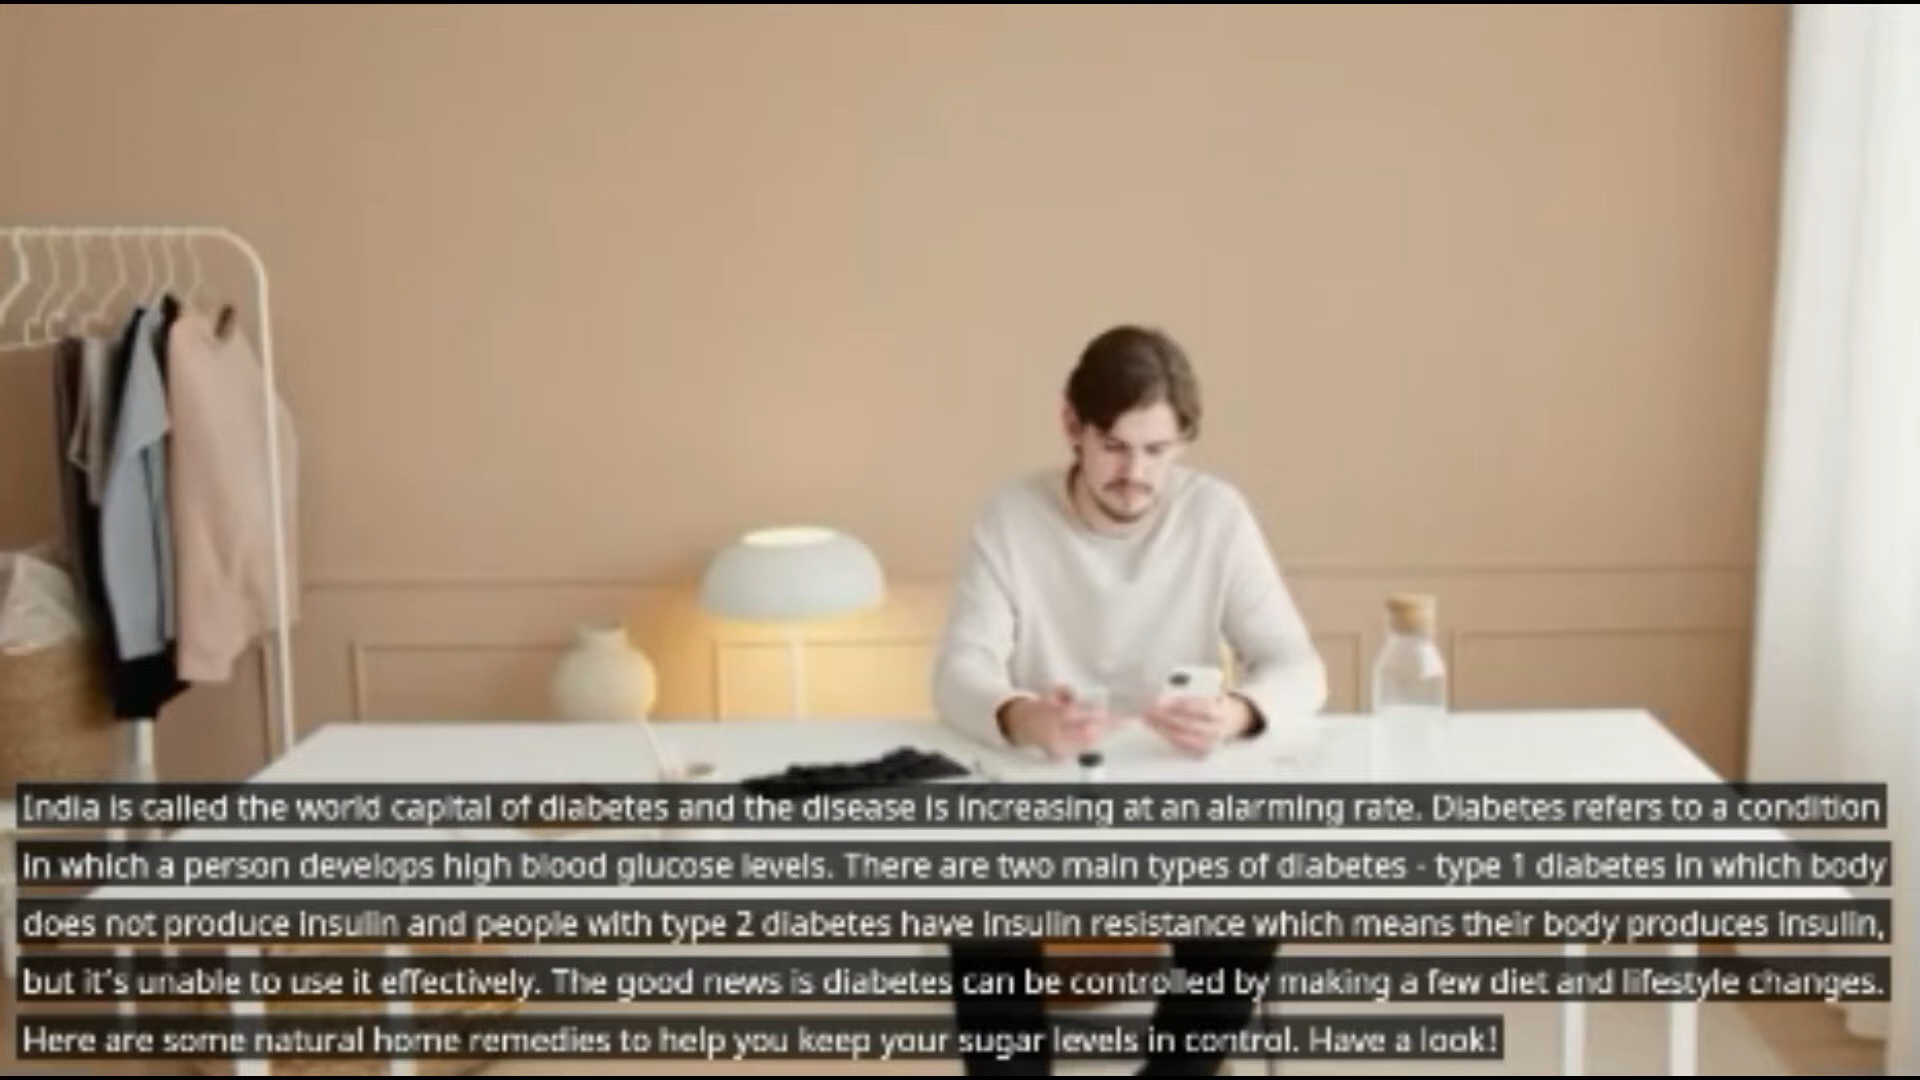 India is called the world capital of diabetes and the disease is increasing at an alarming rate. Diabetes refers to a condition
in which a person develops high blood glucose levels. There are two main types of diabetes - type 1 diabetes in which body
does not produce insulin and people with type 2 diabetes have insulin resistance which means their body produces insulin,
but it's unable to use it effectively. The good news is diabetes can be controlled by making a few diet and lifestyle changes.
Here are some natural home remedies to help you keep your sugar levels in control. Have a look!